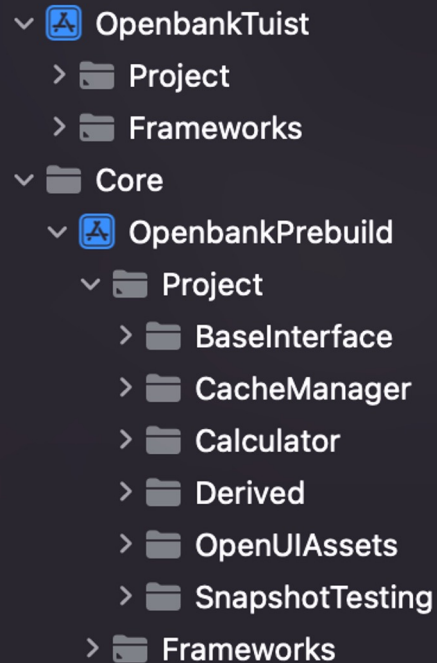 OpenbankTuist
Project
Frameworks
Core
OpenbankPrebuild
Project
BaseInterface
CacheManager
Calculator
Derived
OpenUIAssets
SnapshotTesting
Frameworks